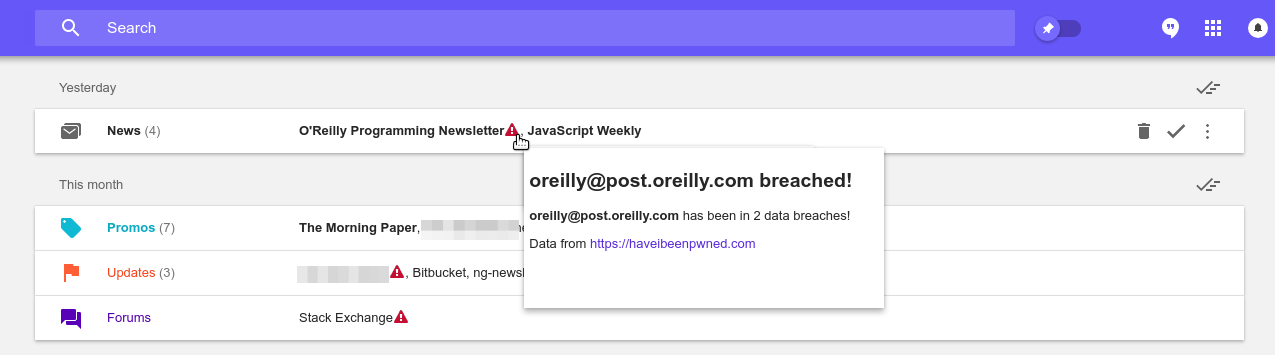 Search
Yesterday
News (4) O'Reilly Programming Newsletter, JavaScript Weekly
oreilly@post.oreilly.com breached!
oreilly@post.oreilly.com has been in 2 data breaches!
Data from https://haveibeenpwned.com
This month
Promos (7) The Morning Paper,
Updates (3) , Bitbucket, ng-newsl
Forums Stack Exchange